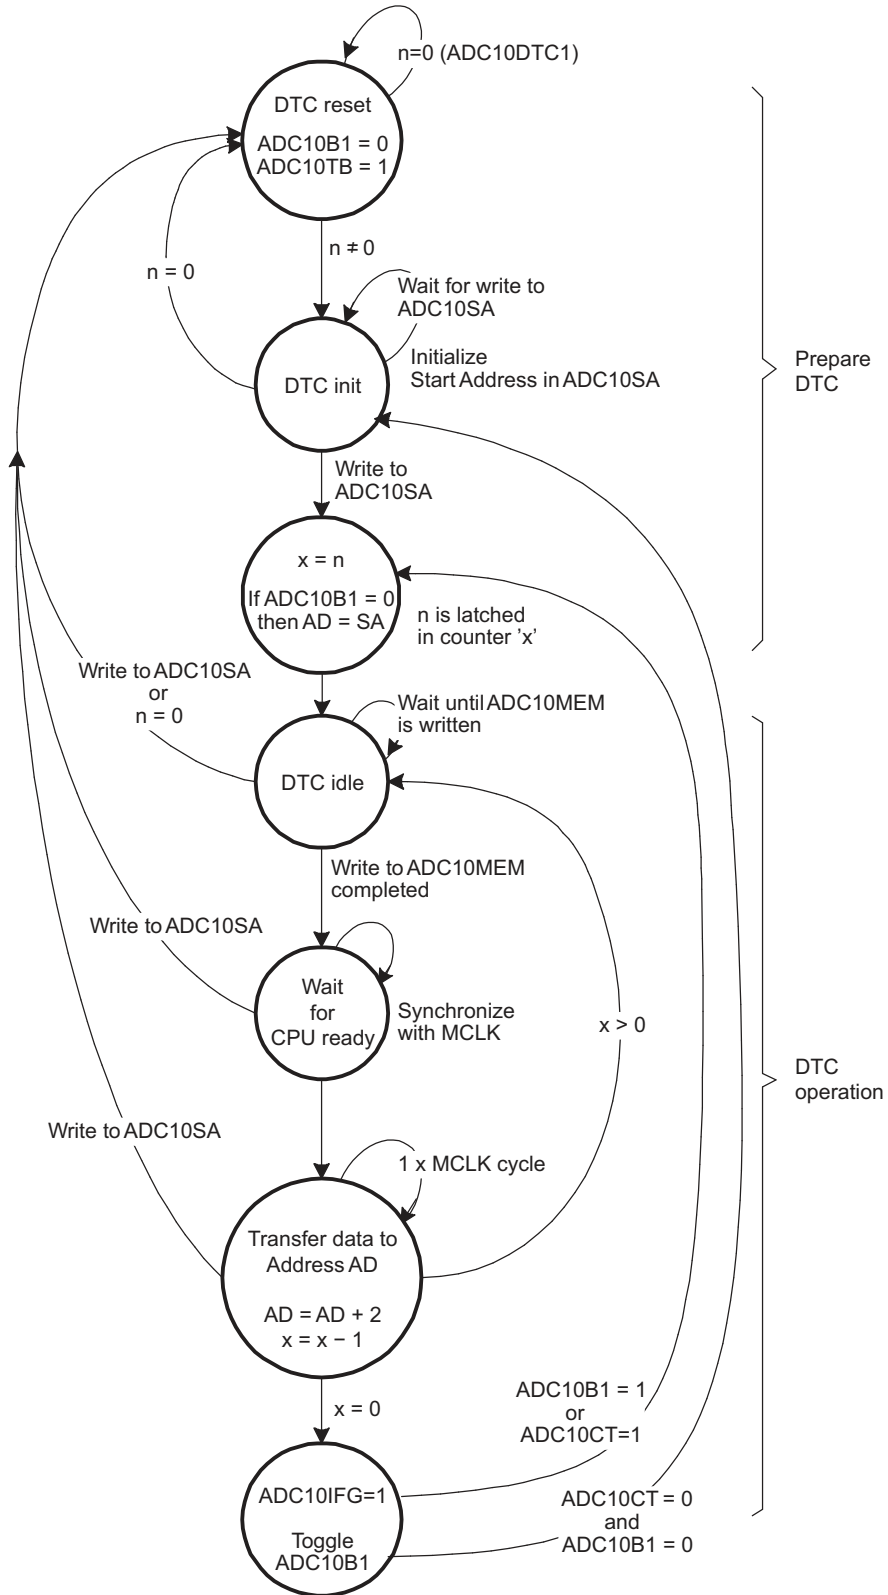 n=0 (ADC10DTC1)
DTC reset
ADC10B1 = 0
ADC10TB = 1
n ≠ 0
n = 0
Wait for write to
ADC10SA
Initialize
Start Address in ADC10SA
DTC init
Prepare
DTC
Write to
ADC10SA
x = n
If ADC10B1 = 0
then AD = SA
n is latched
in counter ’x’
Write to ADC10SA
or
n = 0
Wait until ADC10MEM
is written
DTC idle
Write to ADC10MEM
completed
Write to ADC10SA
Wait
for
CPU ready
Synchronize
with MCLK
x > 0
DTC
operation
Write to ADC10SA
1 x MCLK cycle
Transfer data to
Address AD
AD = AD + 2
x = x − 1
x = 0
ADC10B1 = 1
or
ADC10CT=1
ADC10IFG=1
Toggle
ADC10B1
ADC10CT = 0
and
ADC10B1 = 0